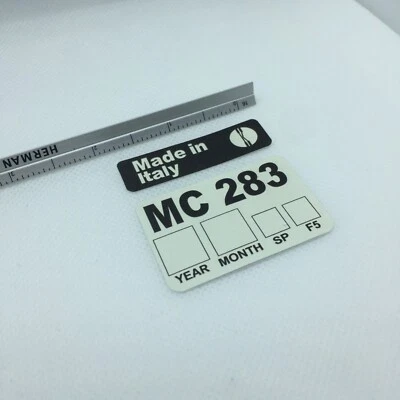 HERMAN
Made in
Italy
MC 283
YEAR MONTH SP F5